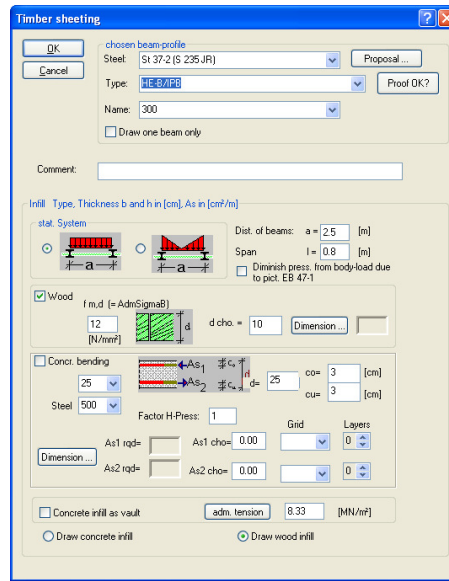 Timber sheeting
OK
Cancel
chosen beam-profile
Steel: St 37-2 (S 235 JR) Proposal ...
Type: HE-B/IPB Proof OK?
Name: 300
Draw one beam only
Comment:
Infill Type, Thickness b and h in [cm], As in [cm²/m]
stat. System
a a
Dist. of beams: a = 2.5 [m]
Span l = 0.8 [m]
Diminish press. from body-load due
to pict. EB 47-1
Wood
f m,d (= AdmSigmaB)
12
[N/mm²]
d
d cho. = 10 Dimension ...
Concr. bending
25
Steel 500
As1
As2
d= 25
co= 3 [cm]
cu= 3 [cm]
Factor H-Press: 1
Grid Layers
Dimension ...
As1 rqd= As1 cho= 0.00 0
As2 rqd= As2 cho= 0.00 0
Concrete infill as vault adm. tension 8.33 [MN/m²]
Draw concrete infill Draw wood infill